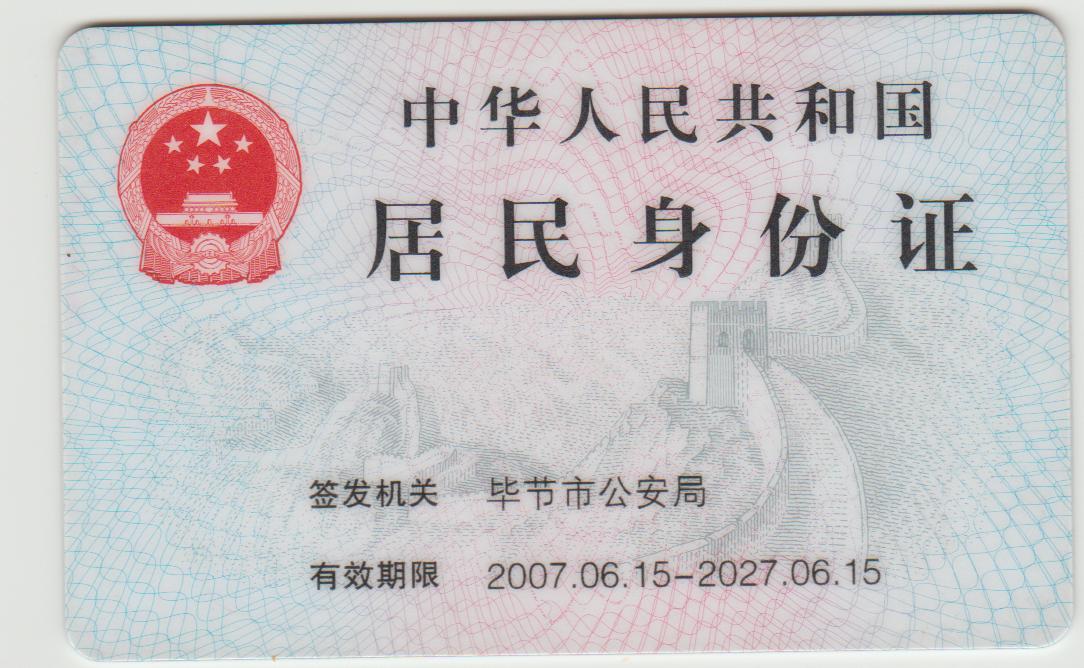 中华人民共和国
居民身份证
签发机关 毕节市公安局
有效期限 2007.06.15-2027.06.15